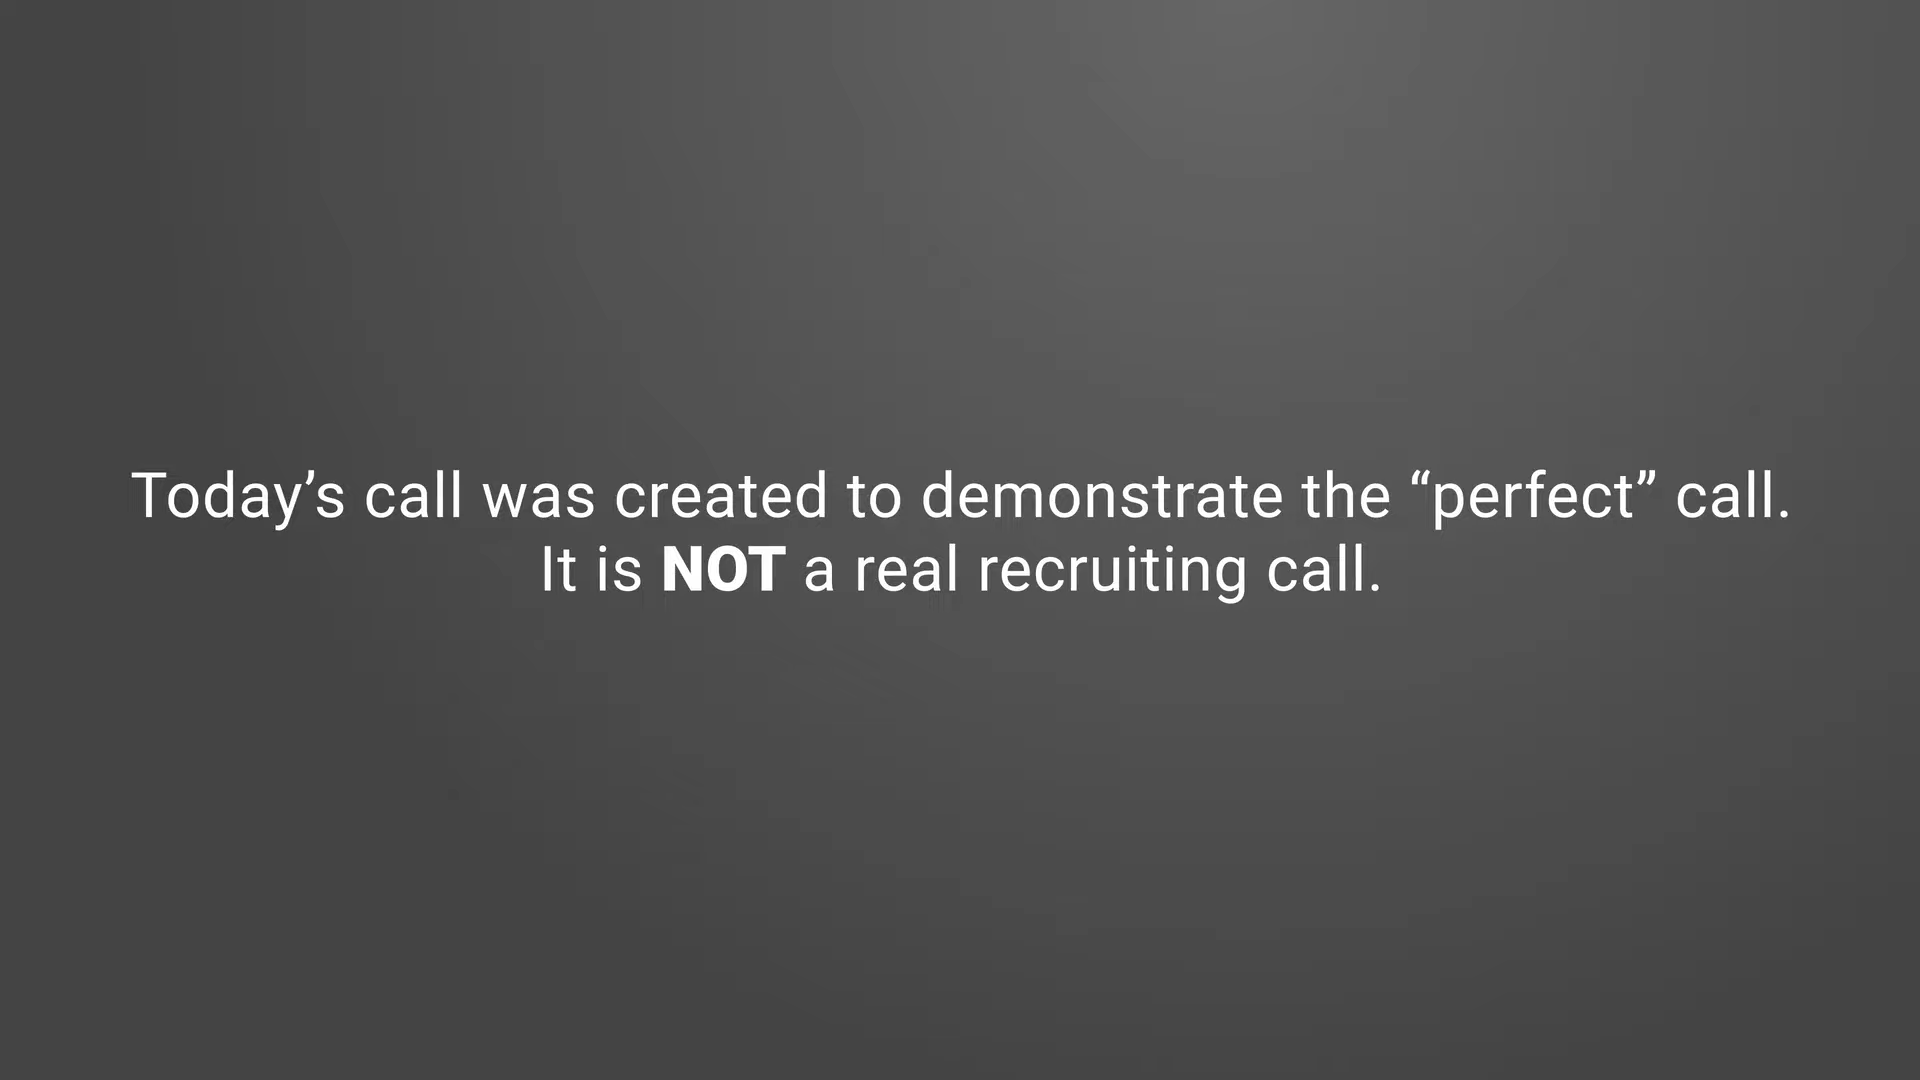 Today’s call was created to demonstrate the “perfect” call.
It is NOT a real recruiting call.